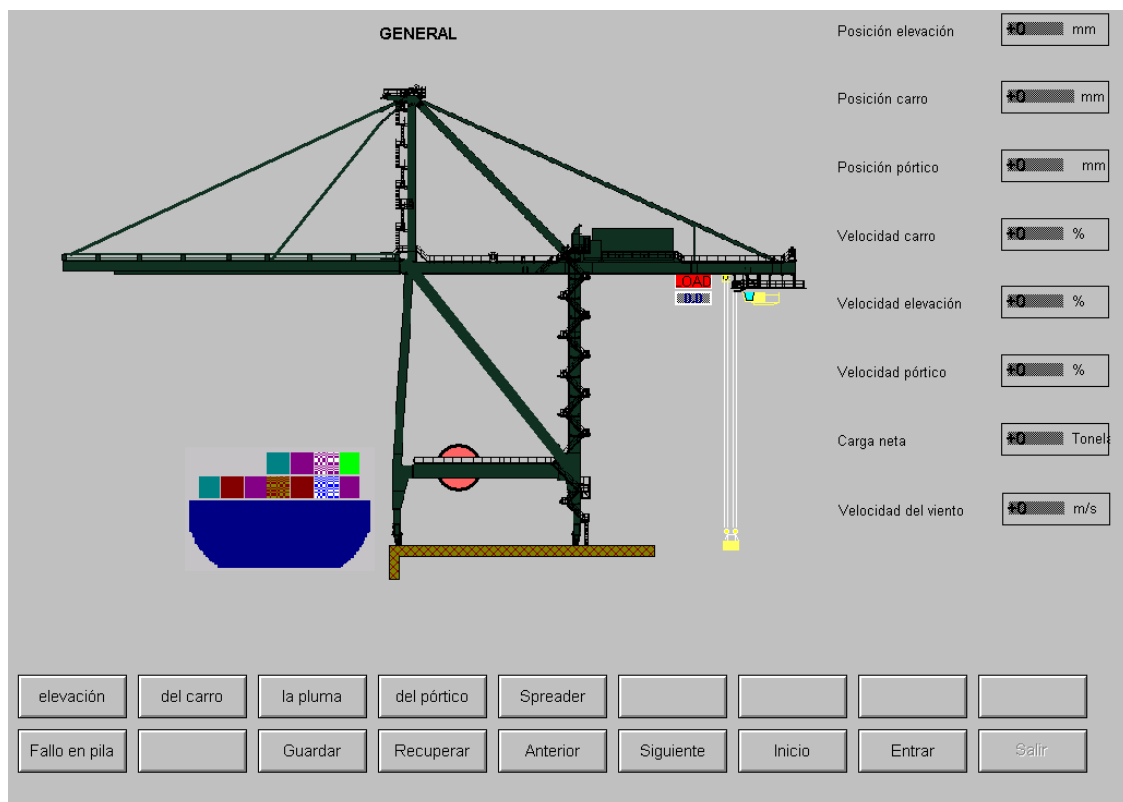 GENERAL
Posición elevación +0 mm
Posición carro +0 mm
Posición pórtico +0 mm
Velocidad carro +0 %
Velocidad elevación +0 %
Velocidad pórtico +0 %
Carga neta +0 Tonela
Velocidad del viento +0 m/s
LOAD
0.0
elevación del carro la pluma del pórtico Spreader
Fallo en pila Guardar Recuperar Anterior Siguiente Inicio Entrar Salir